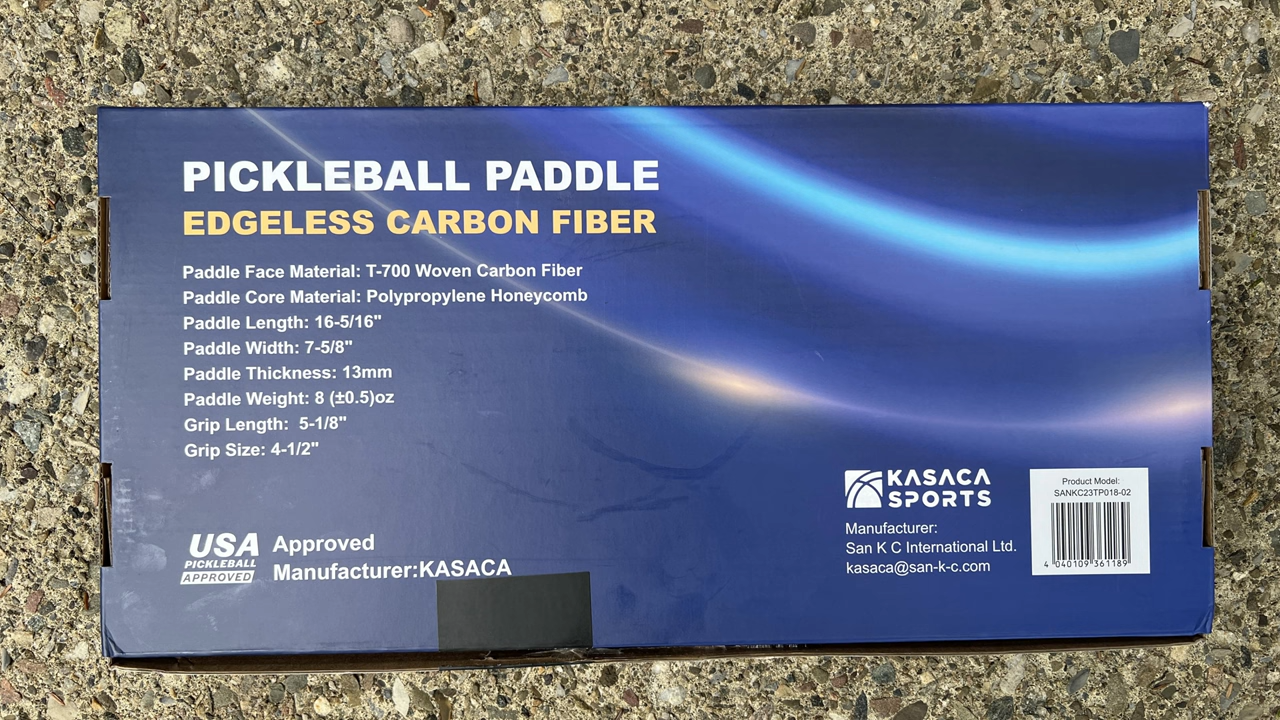 PICKLEBALL PADDLE
EDGELESS CARBON FIBER
Paddle Face Material: T-700 Woven Carbon Fiber
Paddle Core Material: Polypropylene Honeycomb
Paddle Length: 16-5/16"
Paddle Width: 7-5/8"
Paddle Thickness: 13mm
Paddle Weight: 8 (±0.5)oz
Grip Length:  5-1/8"
Grip Size: 4-1/2"
USA
PICKLEBALL
APPROVED
Approved
Manufacturer:KASACA
KASACA
SPORTS
Manufacturer:
San K C International Ltd.
kasaca@san-k-c.com
Product Model:
SANKC23TP018-02
4 040109 361189